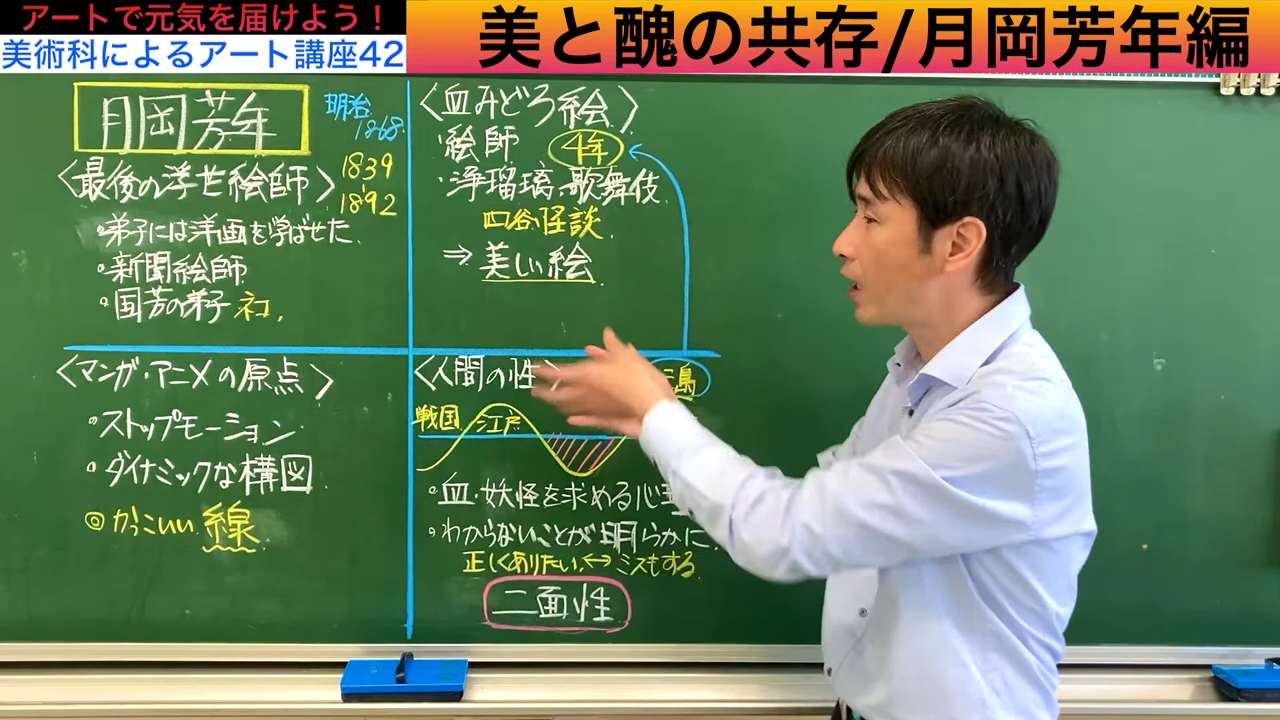 アートで元気を届けよう！
美術科によるアート講座42
美と醜の共存/月岡芳年編
月岡芳年
明治
1868.
〈最後の浮世絵師〉
1839
1892
・弟子には洋画を学ばせた.
・新聞絵師
・国芳の弟子 ネコ.
〈血みどろ絵〉
・絵師 4年
・浄瑠璃、歌舞伎.
四谷怪談.
⇒ 美しい絵
〈マンガ・アニメの原点〉
・ストップモーション
・ダイナミックな構図.
◎かっこいい線
〈人間の性〉
三島
戦国 江戸
・血・妖怪を求める心
・わからないことが明らかに.
正しくありたい↔ミスもする.
二面性